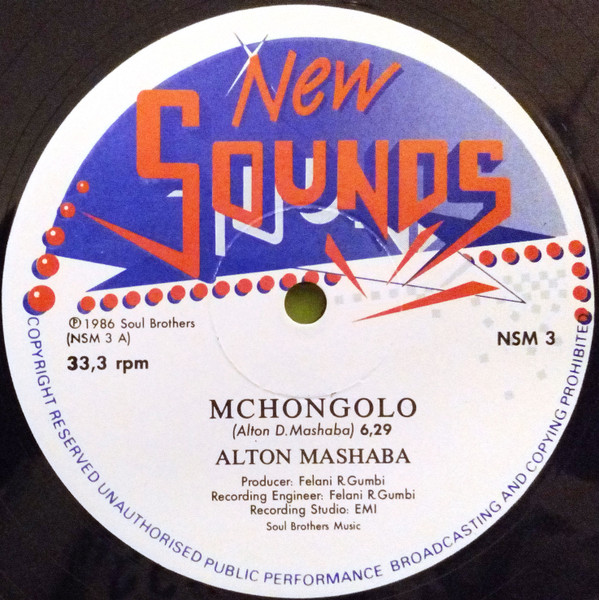 New
SOUNDS
℗ 1986 Soul Brothers
(NSM 3 A)
33,3 rpm
NSM 3
MCHONGOLO
(Alton D. Mashaba) 6,29
ALTON MASHABA
Producer: Felani R.Gumbi
Recording Engineer: Felani R.Gumbi
Recording Studio: EMI
Soul Brothers Music
COPYRIGHT RESERVED UNAUTHORISED PUBLIC PERFORMANCE BROADCASTING AND COPYING PROHIBITED